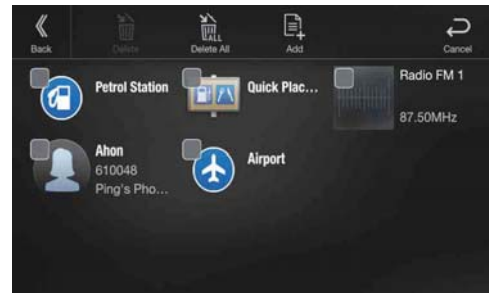 Back
Delete
Delete All
Add
Cancel
Petrol Station
Quick Plac...
Radio FM 1
87.50MHz
Ahon
610048
Ping's Pho...
Airport